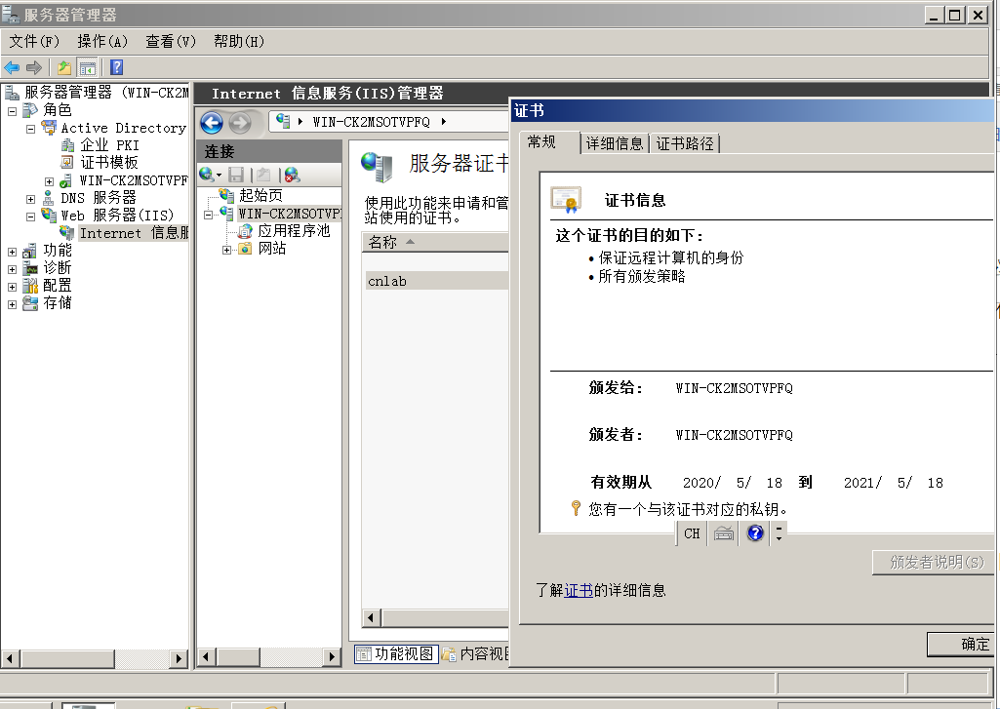 服务器管理器
文件(F) 操作(A) 查看(V) 帮助(H)
服务器管理器 (WIN-CK2M
角色
Active Directory
企业 PKI
证书模板
WIN-CK2MSOTVPF
DNS 服务器
Web 服务器(IIS)
Internet 信息服
功能
诊断
配置
存储
Internet 信息服务(IIS)管理器
WIN-CK2MSOTVPFQ
连接
起始页
WIN-CK2MSOTVP
应用程序池
网站
服务器证书
使用此功能来申请和管
站使用的证书。
名称
cnlab
功能视图 内容视图
证书
常规 详细信息 证书路径
证书信息
这个证书的目的如下:
• 保证远程计算机的身份
• 所有颁发策略
颁发给: WIN-CK2MSOTVPFQ
颁发者: WIN-CK2MSOTVPFQ
有效期从 2020/ 5/ 18 到 2021/ 5/ 18
您有一个与该证书对应的私钥。
CH
颁发者说明(S)
了解证书的详细信息
确定